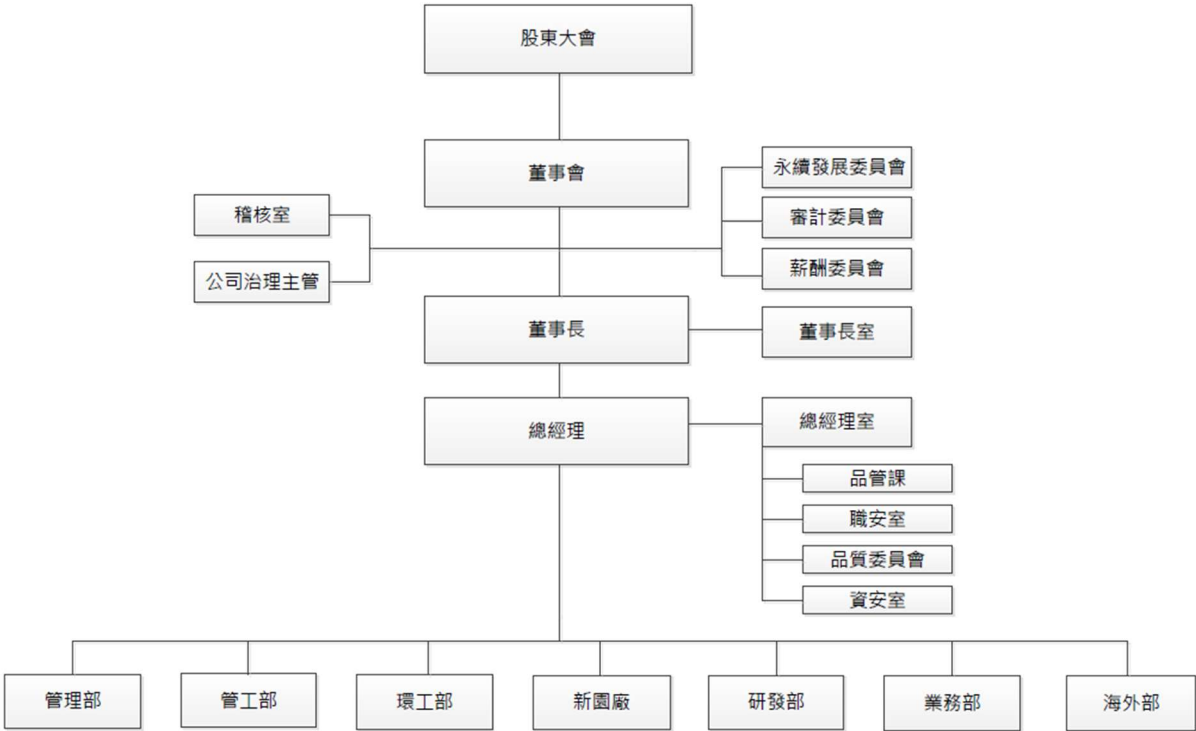 股東大會
董事會
永續發展委員會
稽核室
審計委員會
公司治理主管
薪酬委員會
董事長
董事長室
總經理
總經理室
品管課
職安室
品質委員會
資安室
管理部
管工部
環工部
新園廠
研發部
業務部
海外部